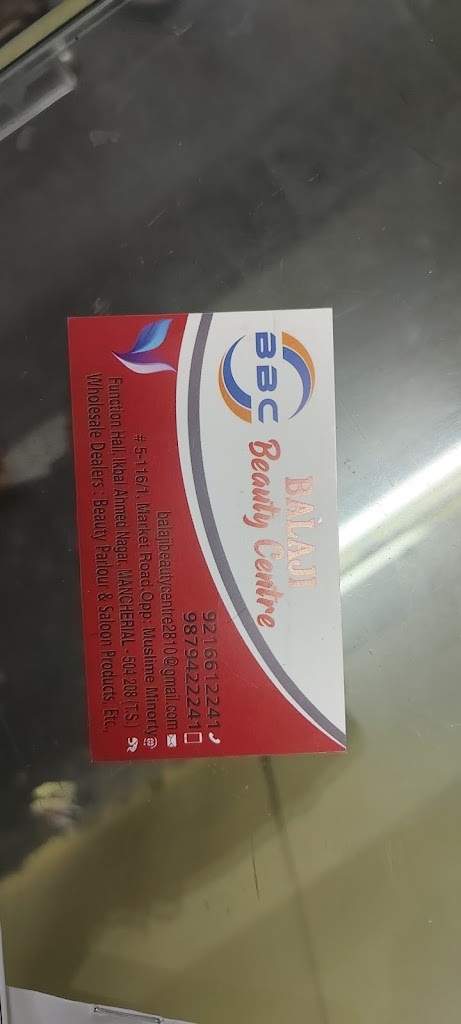 BBC
BALAJI
Beauty Centre
9216612241
9879422241
balajibeautycentre2810@gmail.com
# 5-116/1, Market Road,Opp: Muslime Minorty
Function Hall, Ikbal Ahmed Nagar, MANCHERIAL - 504 208 (T.S.)
Wholesale Dealers : Beauty Parlour & Saloon Products, Etc.,